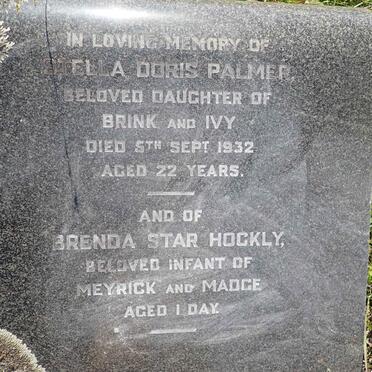 IN LOVING MEMORY OF
STELLA DORIS PALMER
BELOVED DAUGHTER OF
BRINK AND IVY
DIED 5TH SEPT 1932
AGED 22 YEARS.
AND OF
BRENDA STAR HOCKLY,
BELOVED INFANT OF
MEYRICK AND MADGE
AGED 1 DAY.